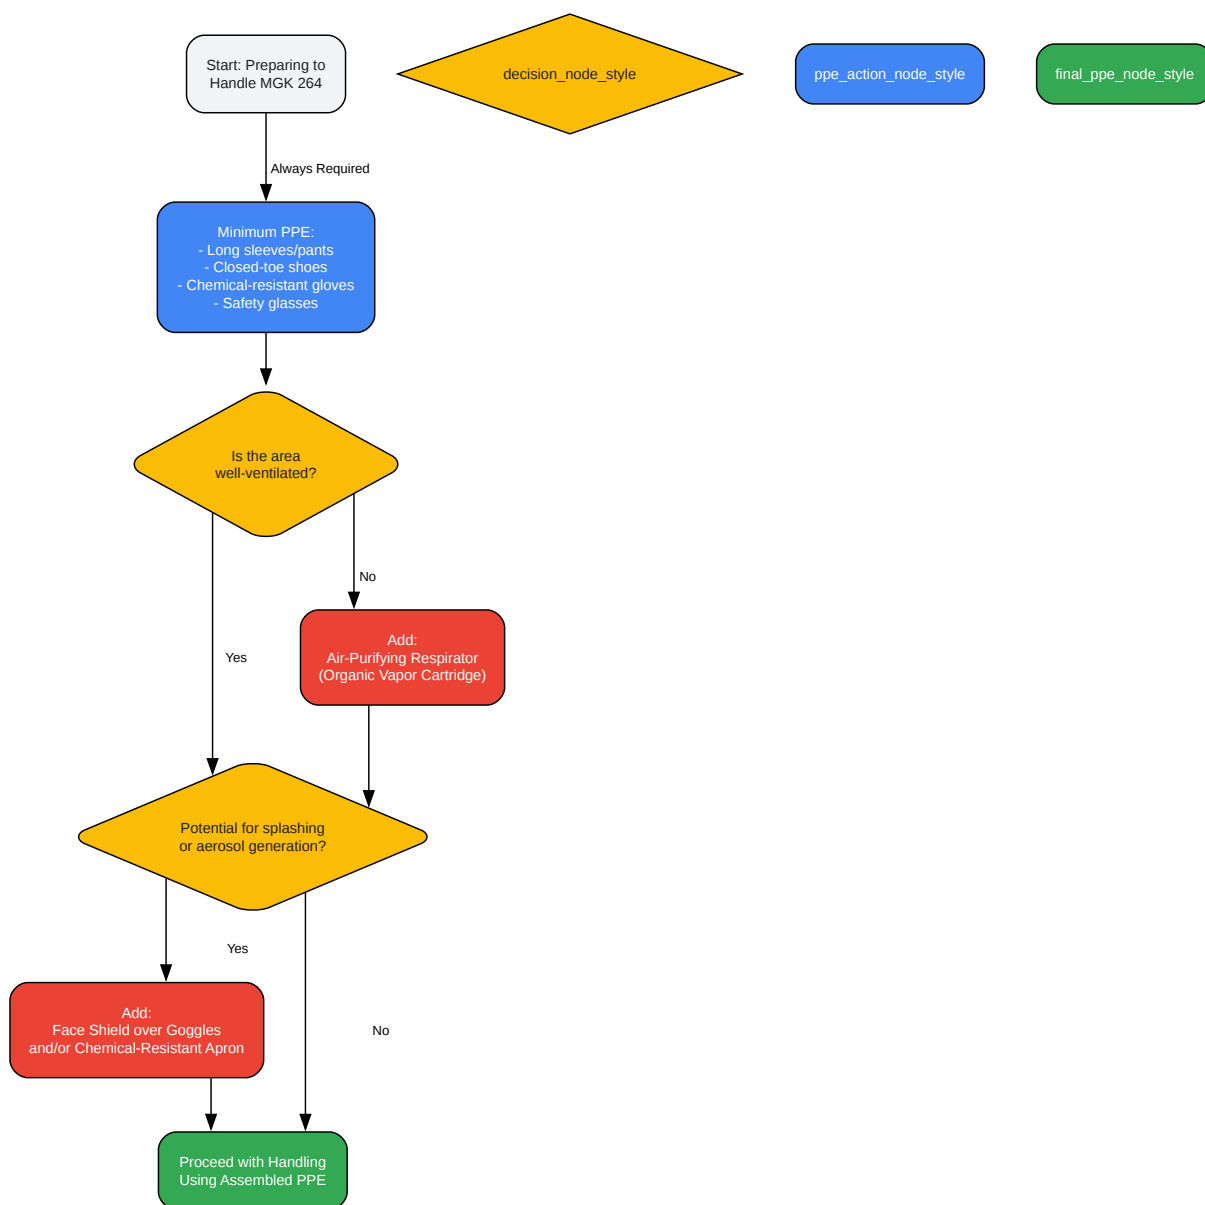 Start: Preparing to
Handle MGK 264
decision_node_style
ppe_action_node_style
final_ppe_node_style
Always Required
Minimum PPE:
- Long sleeves/pants
- Closed-toe shoes
- Chemical-resistant gloves
- Safety glasses
Is the area
well-ventilated?
No
Yes
Add:
Air-Purifying Respirator
(Organic Vapor Cartridge)
Potential for splashing
or aerosol generation?
Yes
No
Add:
Face Shield over Goggles
and/or Chemical-Resistant Apron
Proceed with Handling
Using Assembled PPE